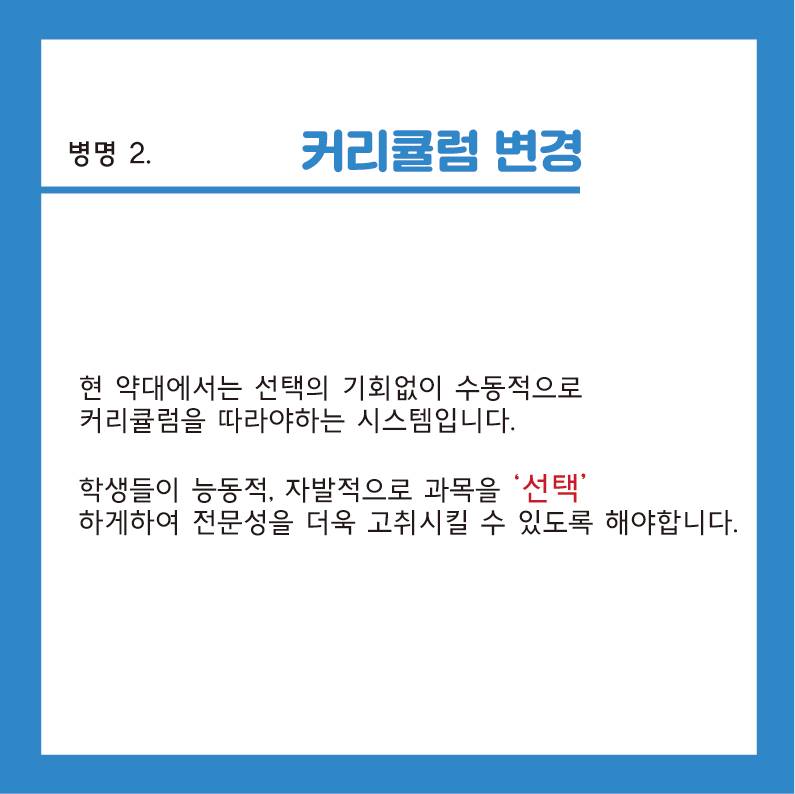 병명 2.
커리큘럼 변경
현 약대에서는 선택의 기회없이 수동적으로
커리큘럼을 따라야하는 시스템입니다.
학생들이 능동적, 자발적으로 과목을 ‘선택’
하게하여 전문성을 더욱 고취시킬 수 있도록 해야합니다.